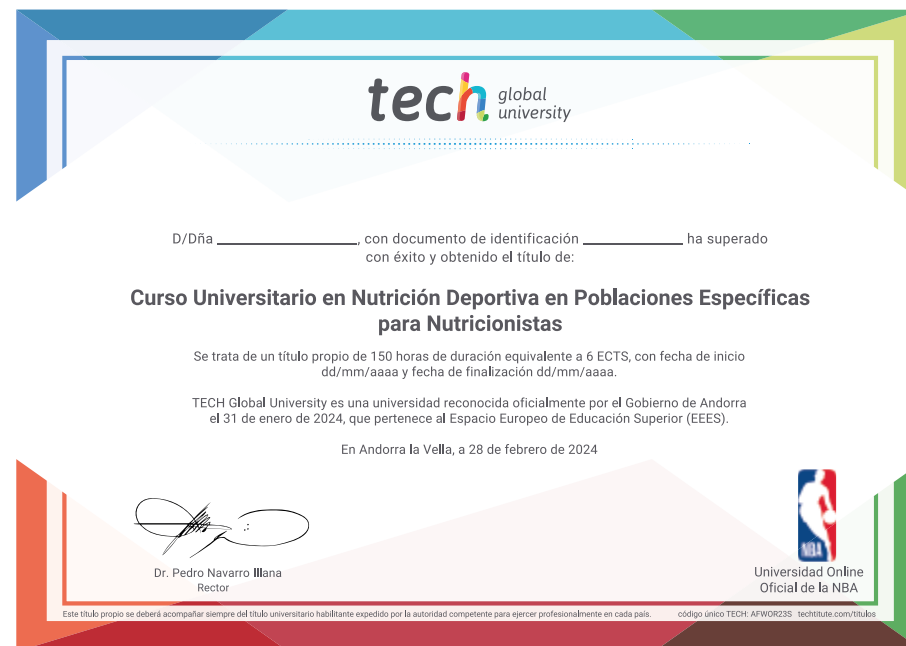 tech global university
D/Dña ____________________, con documento de identificación ______________ ha superado
con éxito y obtenido el título de:
Curso Universitario en Nutrición Deportiva en Poblaciones Específicas
para Nutricionistas
Se trata de un título propio de 150 horas de duración equivalente a 6 ECTS, con fecha de inicio
dd/mm/aaaa y fecha de finalización dd/mm/aaaa.
TECH Global University es una universidad reconocida oficialmente por el Gobierno de Andorra
el 31 de enero de 2024, que pertenece al Espacio Europeo de Educación Superior (EEES).
En Andorra la Vella, a 28 de febrero de 2024
NBA
Dr. Pedro Navarro Illana
Rector
Universidad Online
Oficial de la NBA
Este título propio se deberá acompañar siempre del título universitario habilitante expedido por la autoridad competente para ejercer profesionalmente en cada país.
código único TECH: AFWOR23S techtitute.com/titulos